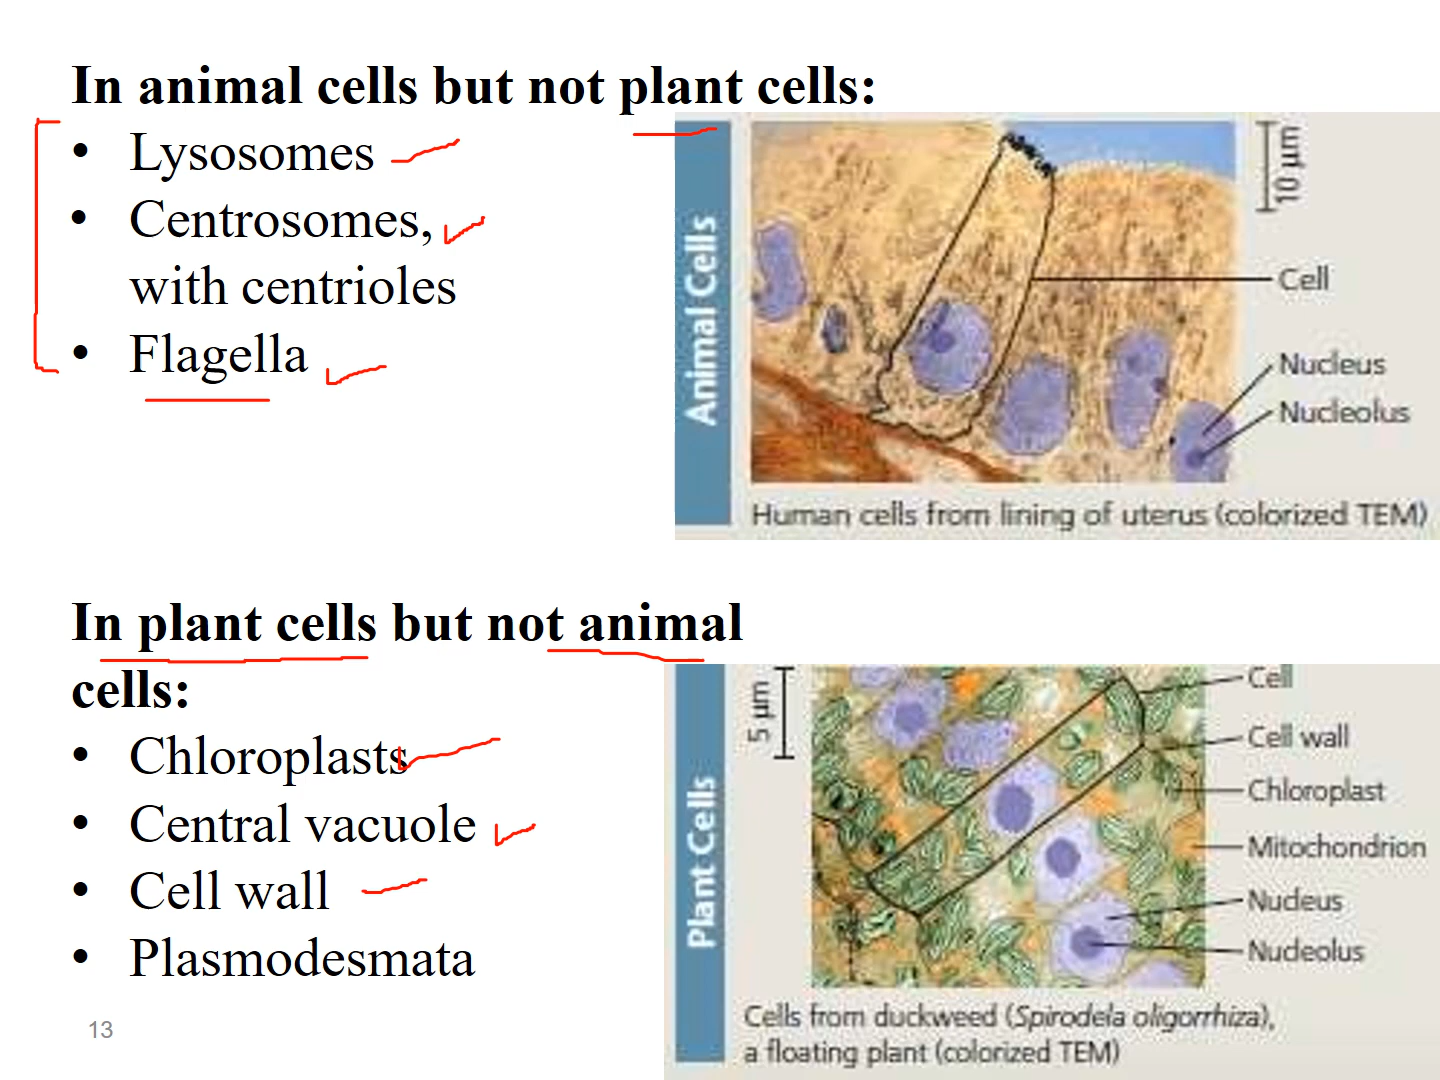 In animal cells but not plant cells:
• Lysosomes
• Centrosomes,
with centrioles
• Flagella
Animal Cells
10 μm
Cell
Nucleus
Nucleolus
Human cells from lining of uterus (colorized TEM)
In plant cells but not animal
cells:
• Chloroplasts
• Central vacuole
• Cell wall
• Plasmodesmata
Plant Cells
5 μm
Cell
Cell wall
Chloroplast
Mitochondrion
Nucleus
Nucleolus
Cells from duckweed (Spirodela oligorrhiza),
a floating plant (colorized TEM)
13